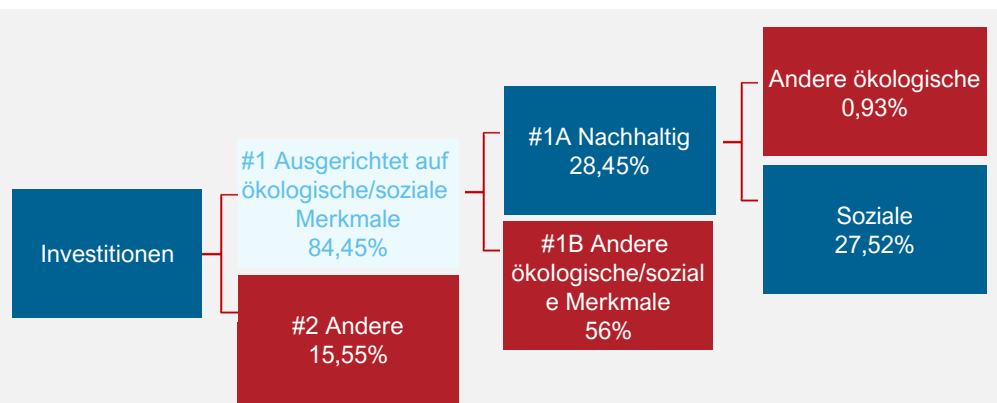 Investitionen
#1 Ausgerichtet auf
ökologische/soziale
Merkmale
84,45%
#2 Andere
15,55%
#1A Nachhaltig
28,45%
#1B Andere
ökologische/sozial
e Merkmale
56%
Andere ökologische
0,93%
Soziale
27,52%